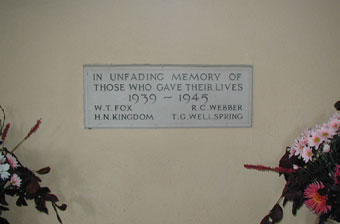 IN UNFADING MEMORY OF
THOSE WHO GAVE THEIR LIVES
1939 – 1945
W.T. FOX R.C. WEBBER
H.N. KINGDOM T.G. WELLSPRING